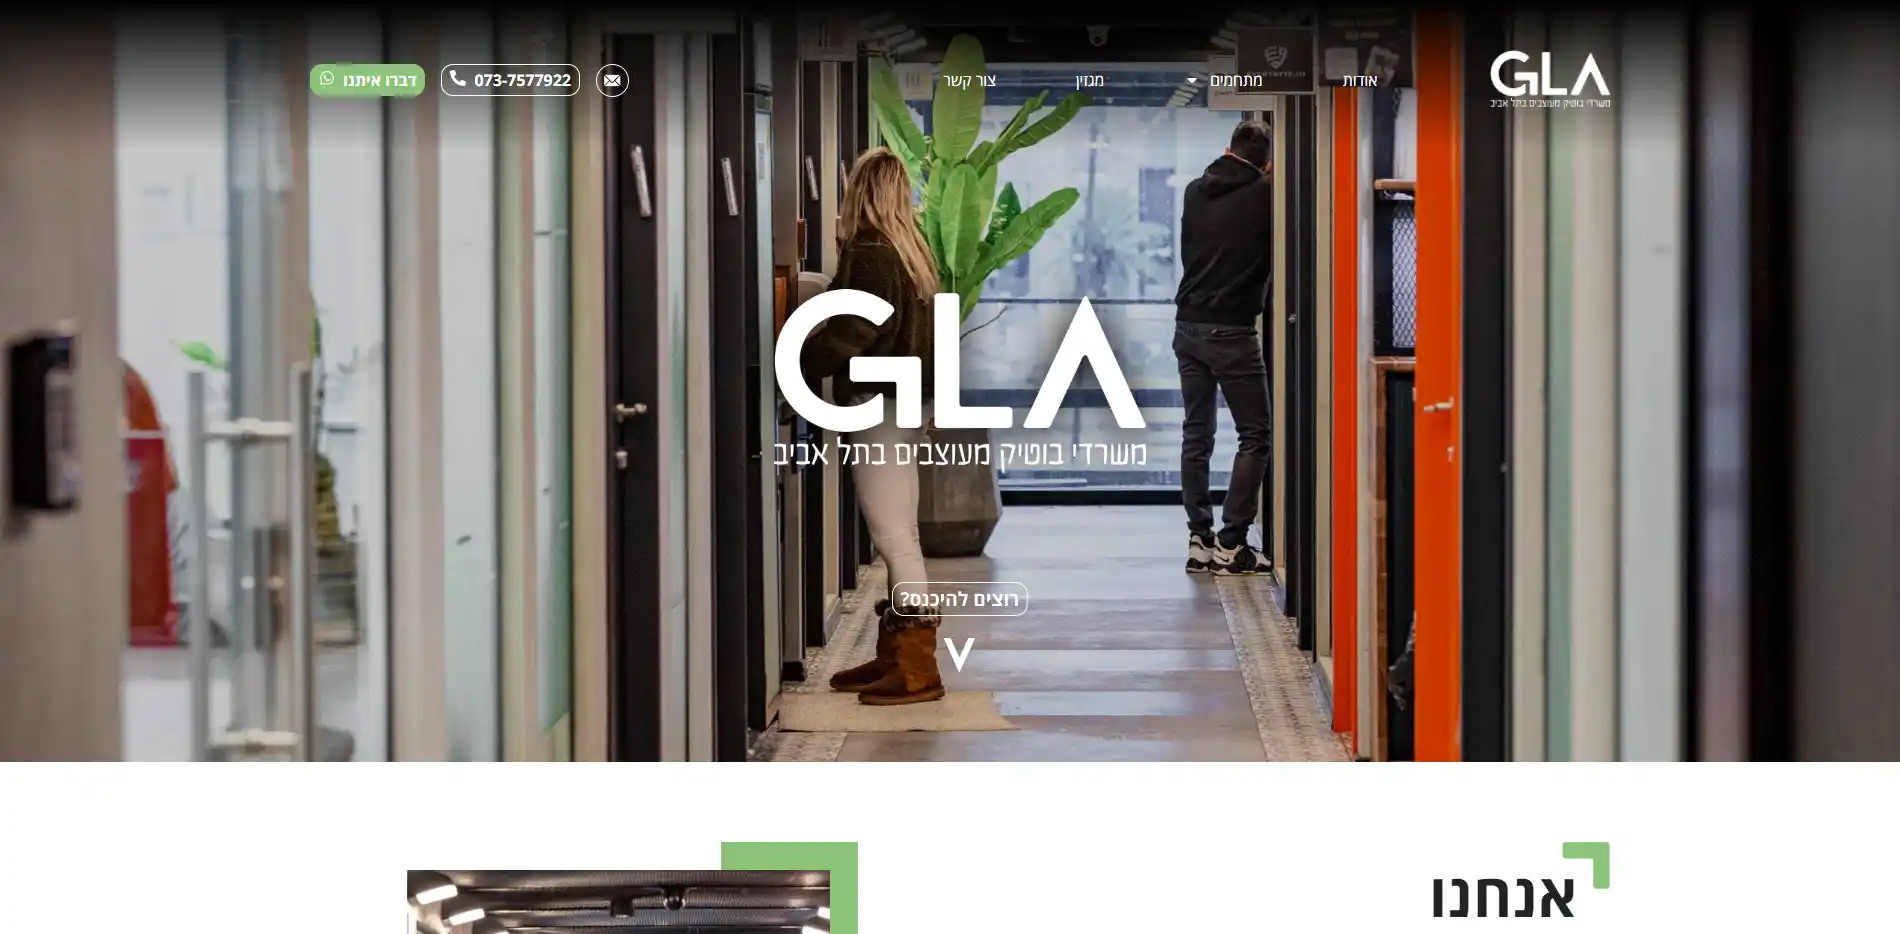 GLA
משרדי בוטיק מעוצבים בתל אביב
אודות
מתחמים
מגזין
צור קשר
073-7577922
דברו איתנו
GLA
משרדי בוטיק מעוצבים בתל אביב
רוצים להיכנס?
אנחנו